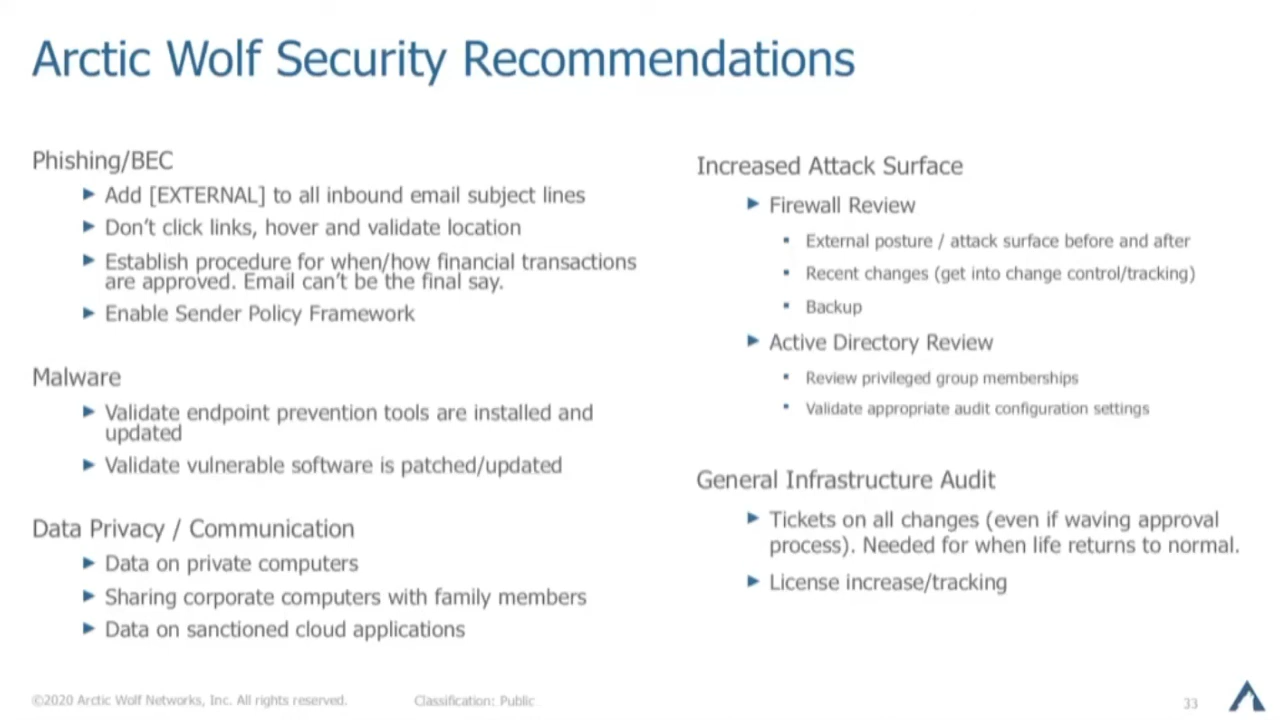 Arctic Wolf Security Recommendations
Phishing/BEC
Add [EXTERNAL] to all inbound email subject lines
Don't click links, hover and validate location
Establish procedure for when/how financial transactions
are approved. Email can't be the final say.
Enable Sender Policy Framework
Malware
Validate endpoint prevention tools are installed and
updated
Validate vulnerable software is patched/updated
Data Privacy / Communication
Data on private computers
Sharing corporate computers with family members
Data on sanctioned cloud applications
Increased Attack Surface
Firewall Review
External posture / attack surface before and after
Recent changes (get into change control/tracking)
Backup
Active Directory Review
Review privileged group memberships
Validate appropriate audit configuration settings
General Infrastructure Audit
Tickets on all changes (even if waving approval
process). Needed for when life returns to normal.
License increase/tracking
©2020 Arctic Wolf Networks, Inc. All rights reserved.
Classification: Public
33